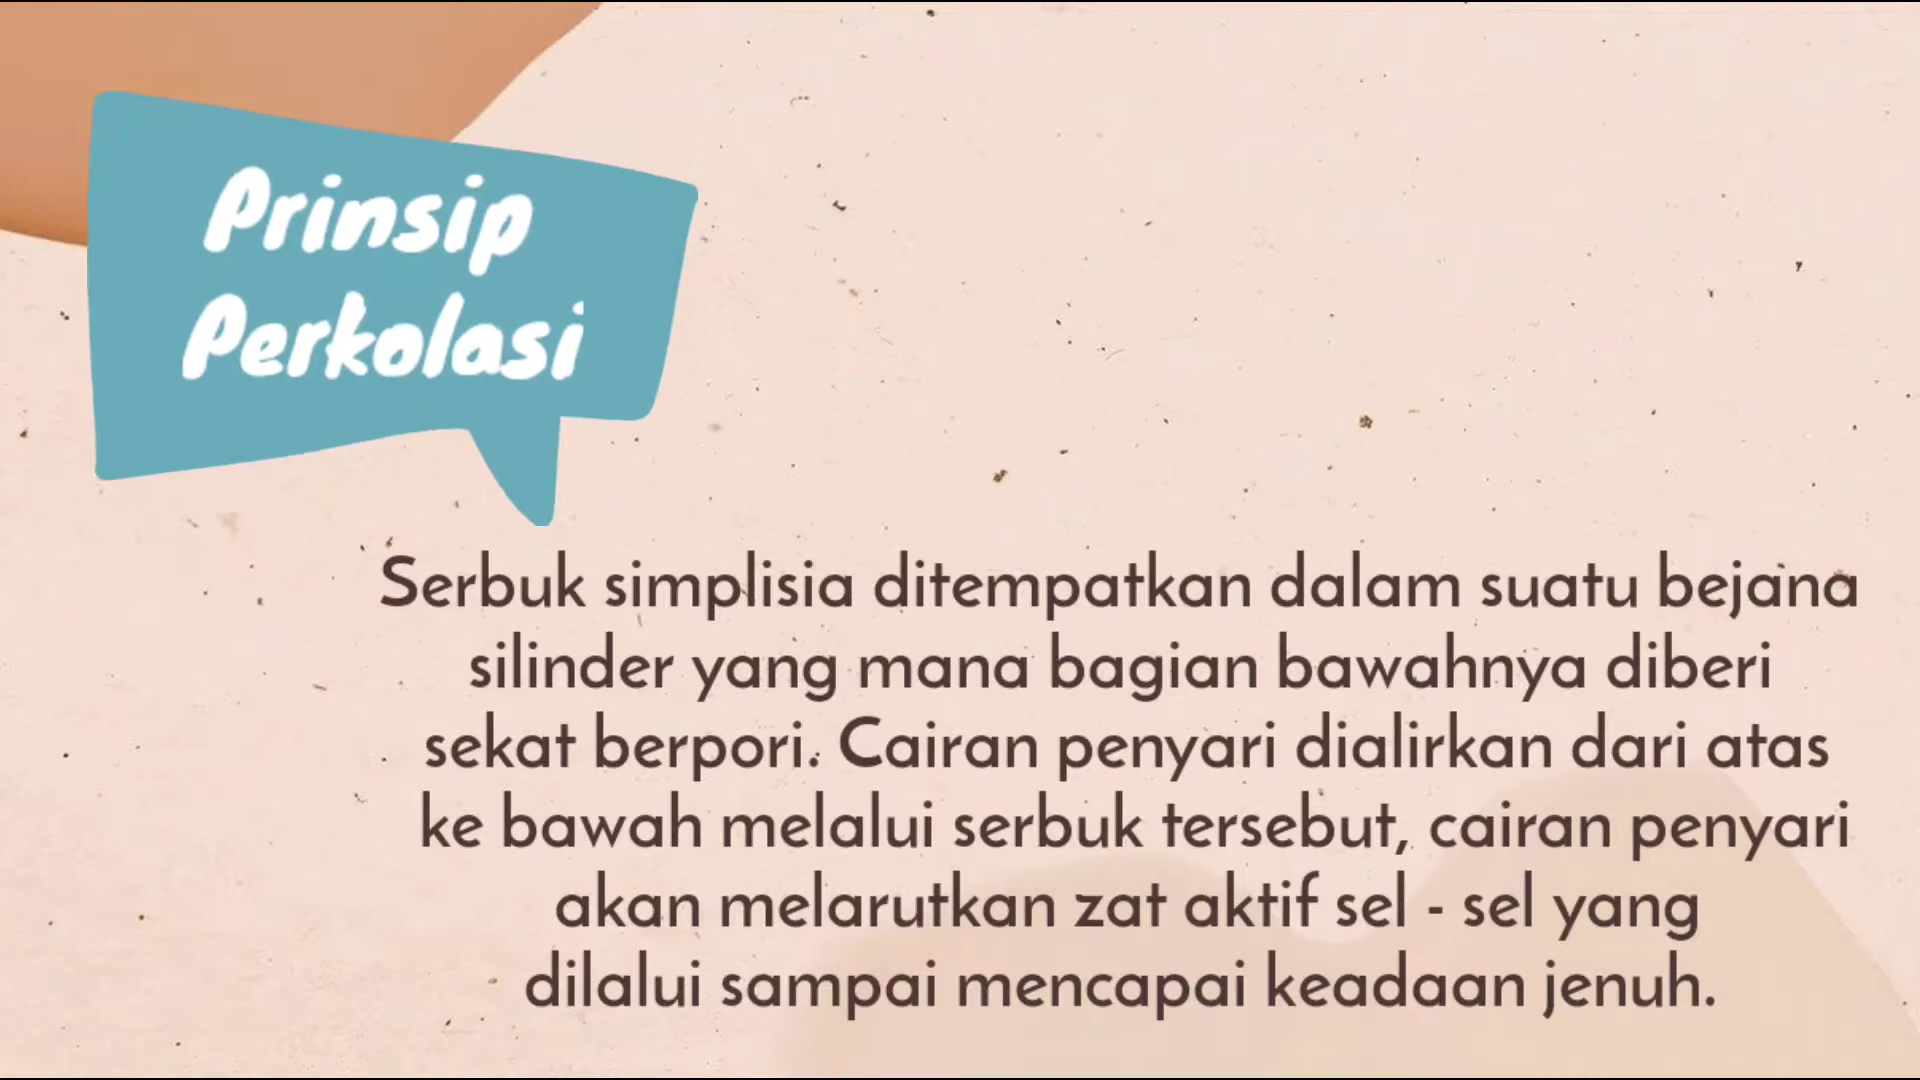 Prinsip
Perkolasi
Serbuk simplisia ditempatkan dalam suatu bejana
silinder yang mana bagian bawahnya diberi
sekat berpori. Cairan penyari dialirkan dari atas
ke bawah melalui serbuk tersebut, cairan penyari
akan melarutkan zat aktif sel - sel yang
dilalui sampai mencapai keadaan jenuh.